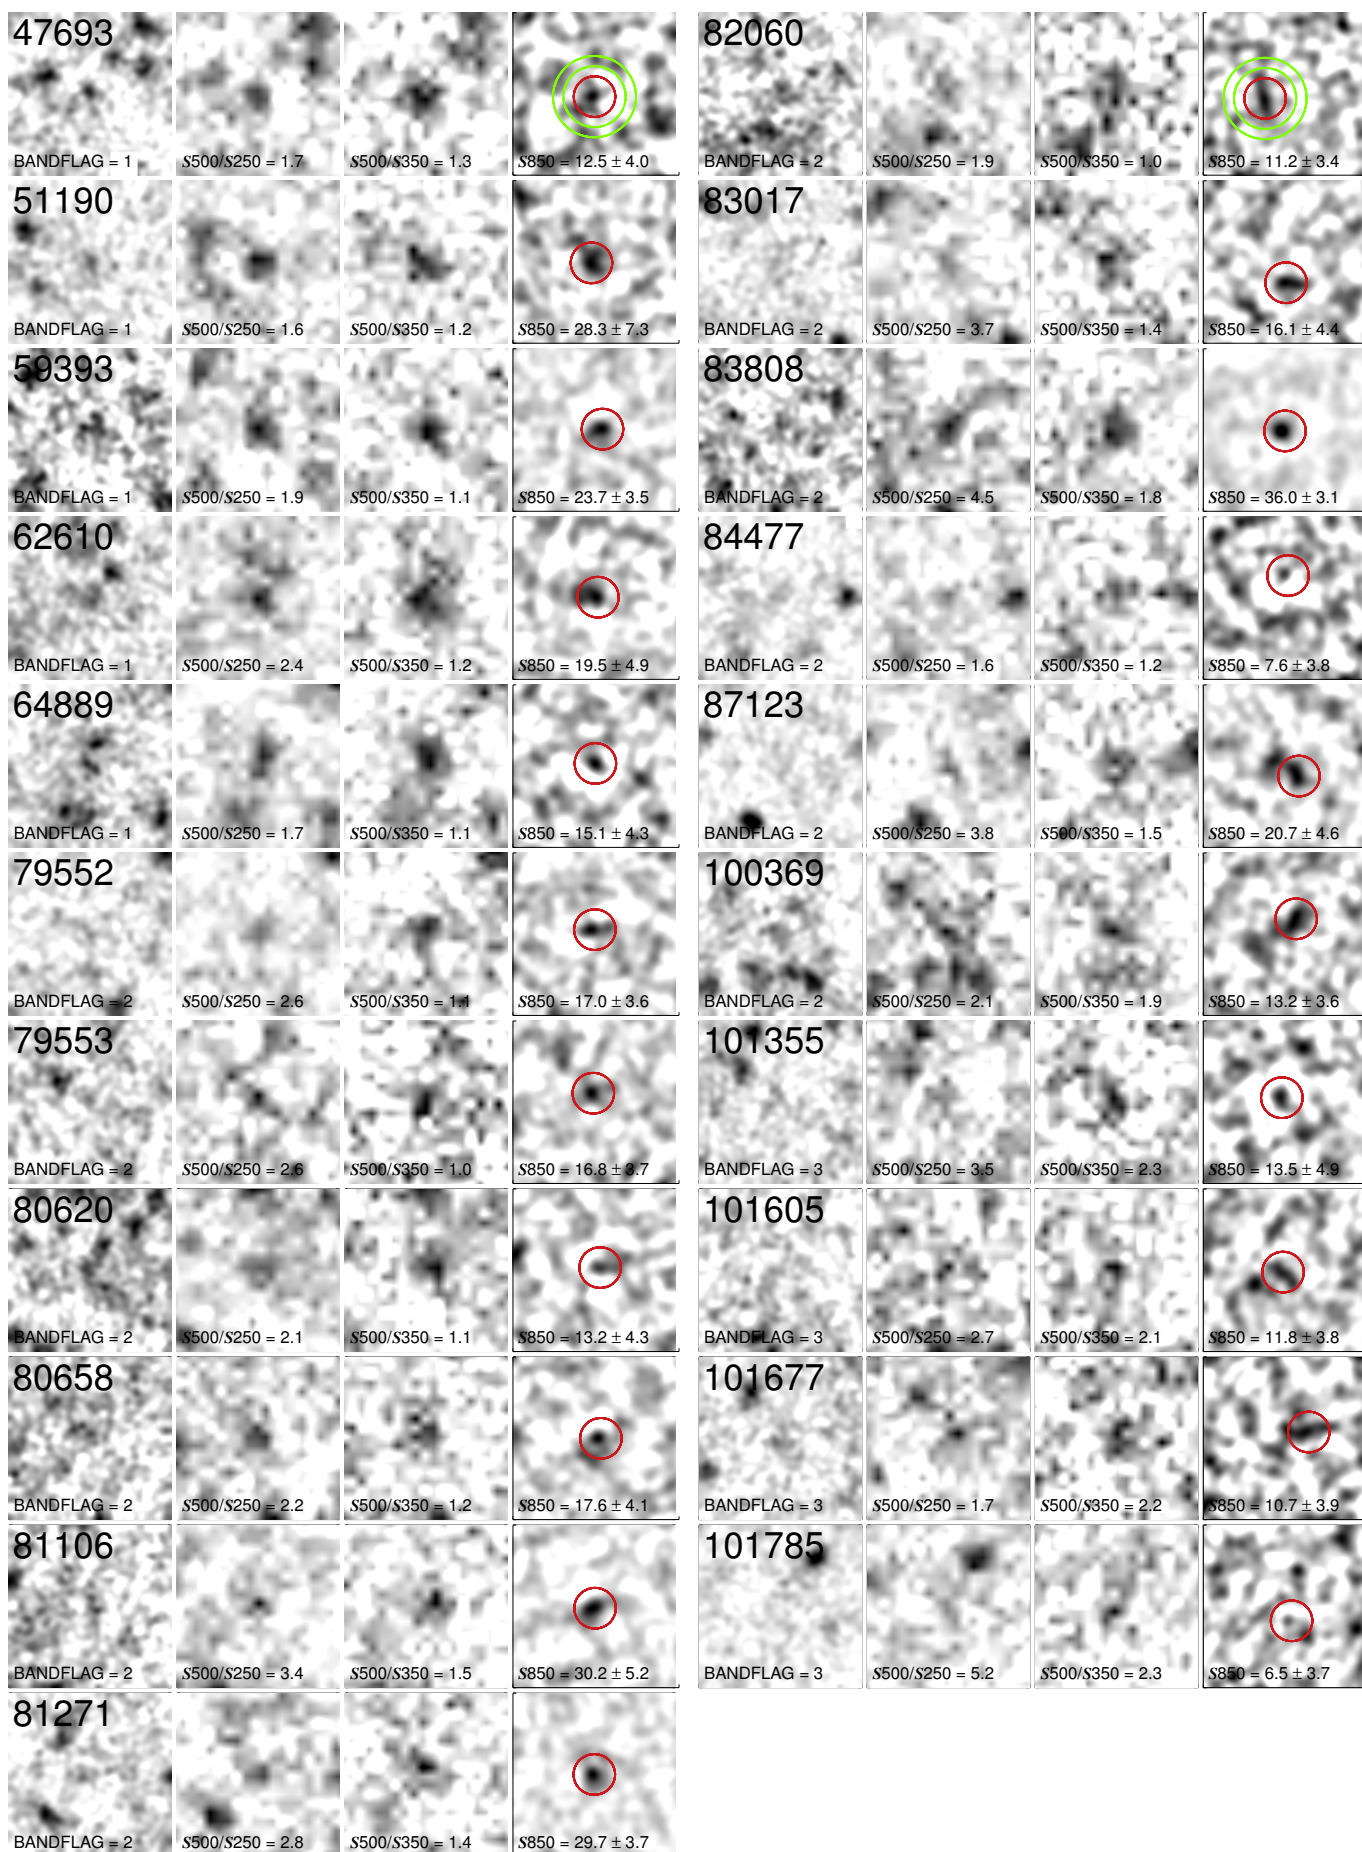 47693
BANDFLAG = 1
S500/S250 = 1.7
S500/S350 = 1.3
S850 = 12.5 ± 4.0
51190
BANDFLAG = 1
S500/S250 = 1.6
S500/S350 = 1.2
S850 = 28.3 ± 7.3
59393
BANDFLAG = 1
S500/S250 = 1.9
S500/S350 = 1.1
S850 = 23.7 ± 3.5
62610
BANDFLAG = 1
S500/S250 = 2.4
S500/S350 = 1.2
S850 = 19.5 ± 4.9
64889
BANDFLAG = 1
S500/S250 = 1.7
S500/S350 = 1.1
S850 = 15.1 ± 4.3
79552
BANDFLAG = 2
S500/S250 = 2.6
S500/S350 = 1.1
S850 = 17.0 ± 3.6
79553
BANDFLAG = 2
S500/S250 = 2.6
S500/S350 = 1.0
S850 = 16.8 ± 3.7
80620
BANDFLAG = 2
S500/S250 = 2.1
S500/S350 = 1.1
S850 = 13.2 ± 4.3
80658
BANDFLAG = 2
S500/S250 = 2.2
S500/S350 = 1.2
S850 = 17.6 ± 4.1
81106
BANDFLAG = 2
S500/S250 = 3.4
S500/S350 = 1.5
S850 = 30.2 ± 5.2
81271
BANDFLAG = 2
S500/S250 = 2.8
S500/S350 = 1.4
S850 = 29.7 ± 3.7
82060
BANDFLAG = 2
S500/S250 = 1.9
S500/S350 = 1.0
S850 = 11.2 ± 3.4
83017
BANDFLAG = 2
S500/S250 = 3.7
S500/S350 = 1.4
S850 = 16.1 ± 4.4
83808
BANDFLAG = 2
S500/S250 = 4.5
S500/S350 = 1.8
S850 = 36.0 ± 3.1
84477
BANDFLAG = 2
S500/S250 = 1.6
S500/S350 = 1.2
S850 = 7.6 ± 3.8
87123
BANDFLAG = 2
S500/S250 = 3.8
S500/S350 = 1.5
S850 = 20.7 ± 4.6
100369
BANDFLAG = 2
S500/S250 = 2.1
S500/S350 = 1.9
S850 = 13.2 ± 3.6
101355
BANDFLAG = 3
S500/S250 = 3.5
S500/S350 = 2.3
S850 = 13.5 ± 4.9
101605
BANDFLAG = 3
S500/S250 = 2.7
S500/S350 = 2.1
S850 = 11.8 ± 3.8
101677
BANDFLAG = 3
S500/S250 = 1.7
S500/S350 = 2.2
S850 = 10.7 ± 3.9
101785
BANDFLAG = 3
S500/S250 = 5.2
S500/S350 = 2.3
S850 = 6.5 ± 3.7